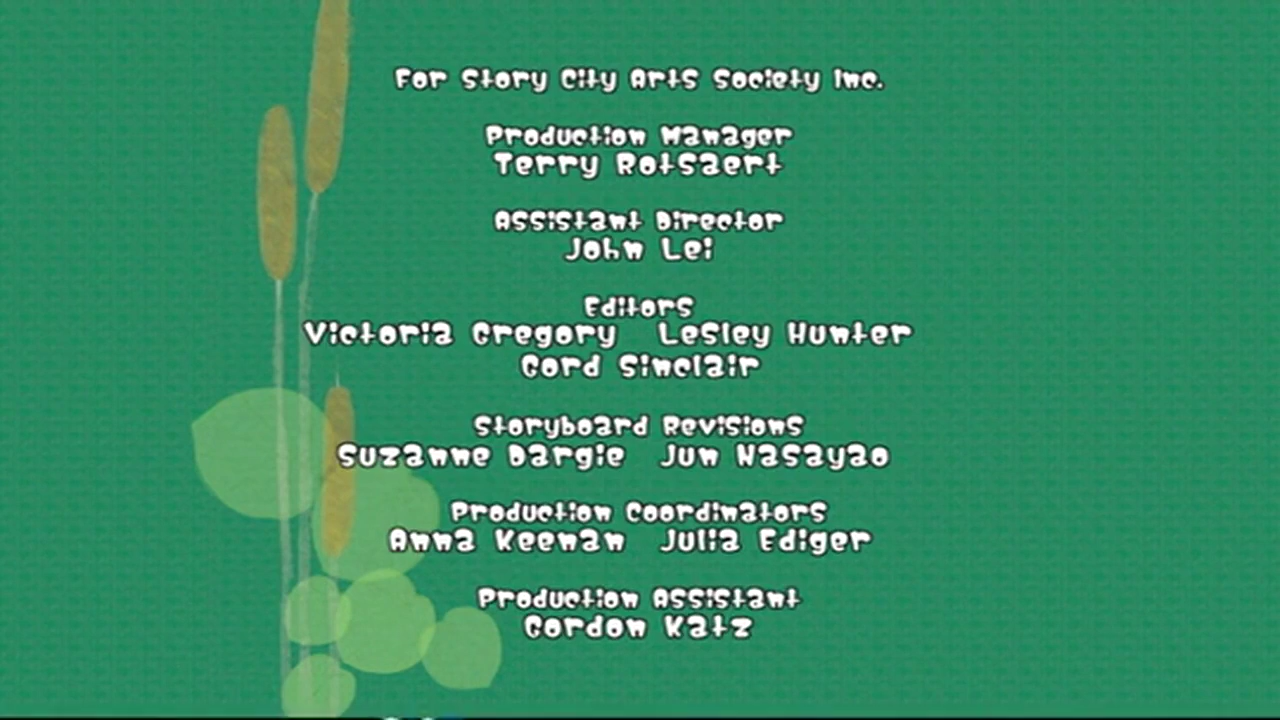 For Story City Arts Society Inc.
Production Manager
Terry Rotsaert
Assistant Director
John Lei
Editors
Victoria Gregory Lesley Hunter
Gord Sinclair
Storyboard Revisions
Suzanne Dargie Jun Nasayao
Production Coordinators
Anna Keenan Julia Ediger
Production Assistant
Gordon Katz